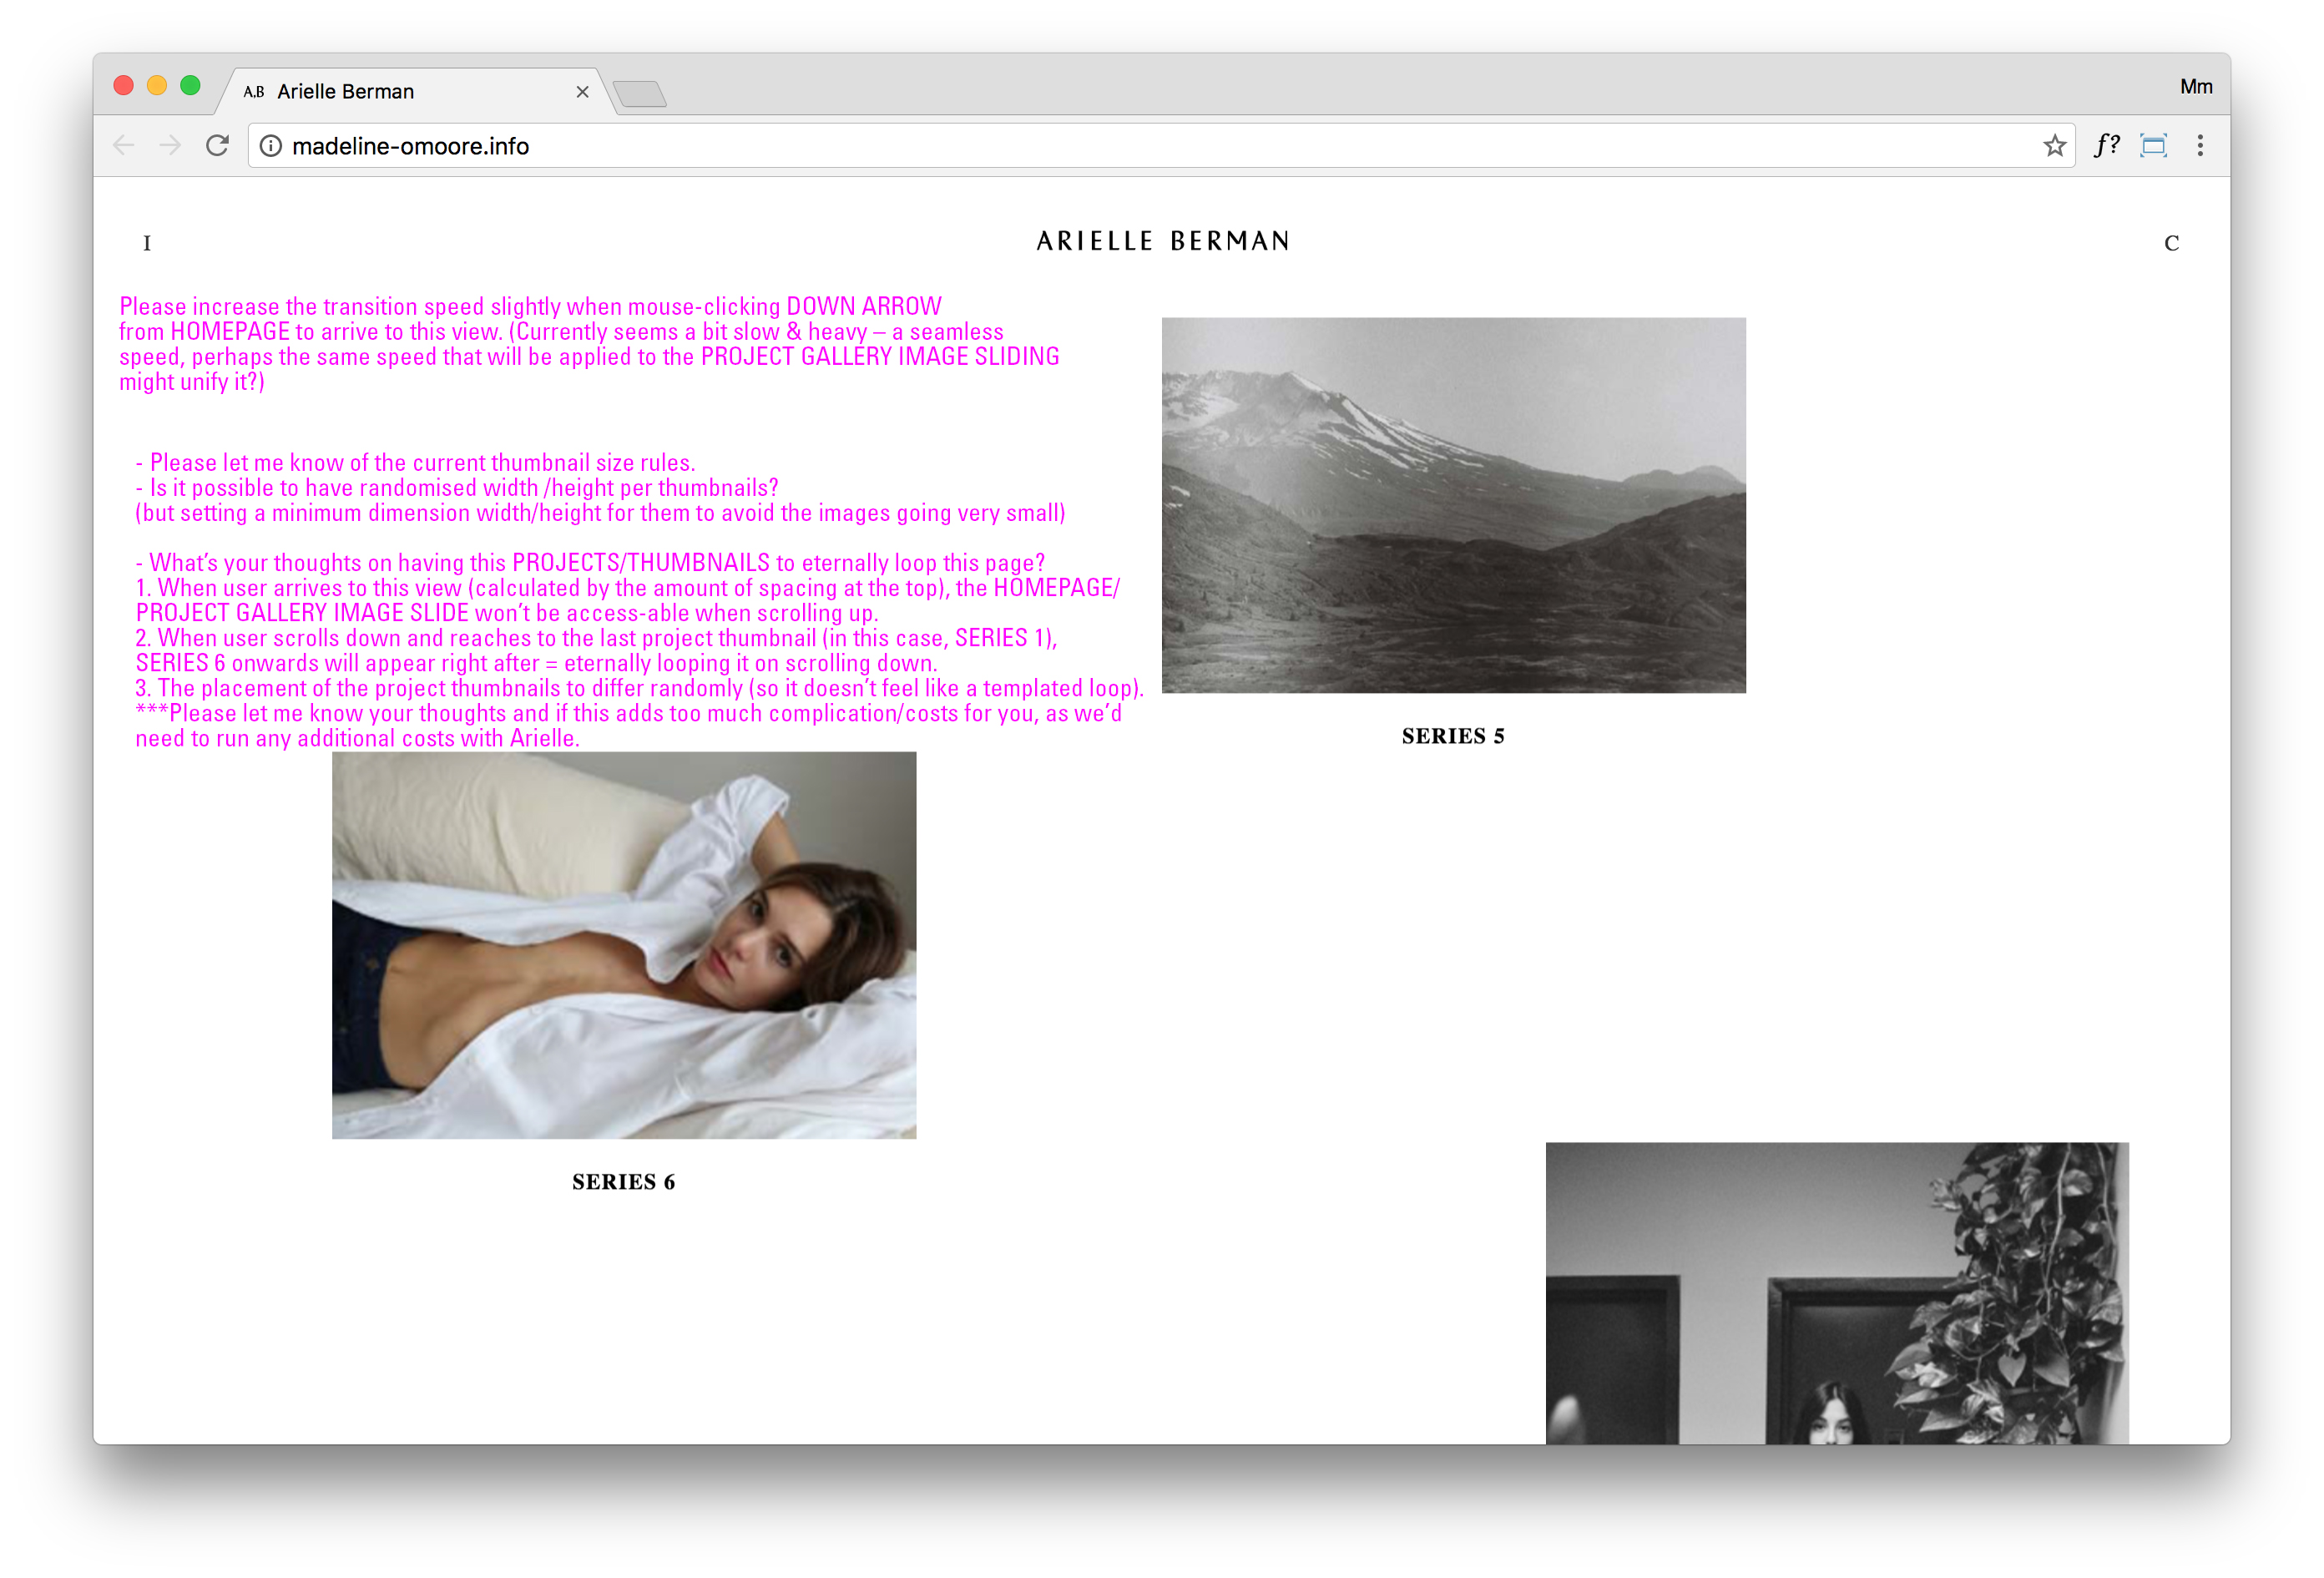 A,B Arielle Berman
Mm
madeline-omoore.info
f?
I
ARIELLE BERMAN
C
Please increase the transition speed slightly when mouse-clicking DOWN ARROW
from HOMEPAGE to arrive to this view. (Currently seems a bit slow & heavy – a seamless
speed, perhaps the same speed that will be applied to the PROJECT GALLERY IMAGE SLIDING
might unify it?)
- Please let me know of the current thumbnail size rules.
- Is it possible to have randomised width /height per thumbnails?
(but setting a minimum dimension width/height for them to avoid the images going very small)
- What’s your thoughts on having this PROJECTS/THUMBNAILS to eternally loop this page?
1. When user arrives to this view (calculated by the amount of spacing at the top), the HOMEPAGE/
PROJECT GALLERY IMAGE SLIDE won’t be access-able when scrolling up.
2. When user scrolls down and reaches to the last project thumbnail (in this case, SERIES 1),
SERIES 6 onwards will appear right after = eternally looping it on scrolling down.
3. The placement of the project thumbnails to differ randomly (so it doesn’t feel like a templated loop).
***Please let me know your thoughts and if this adds too much complication/costs for you, as we’d
need to run any additional costs with Arielle.
SERIES 5
SERIES 6